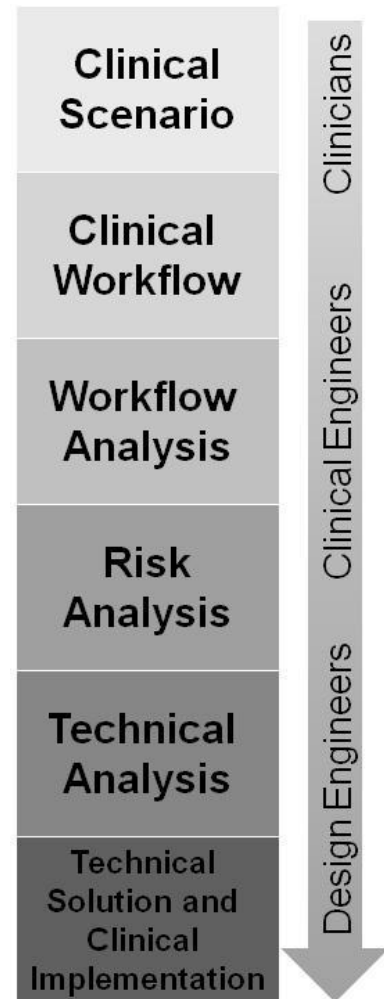 Clinical
Scenario
Clinical
Workflow
Workflow
Analysis
Risk
Analysis
Technical
Analysis
Technical
Solution and
Clinical
Implementation
Clinicians
Clinical Engineers
Design Engineers